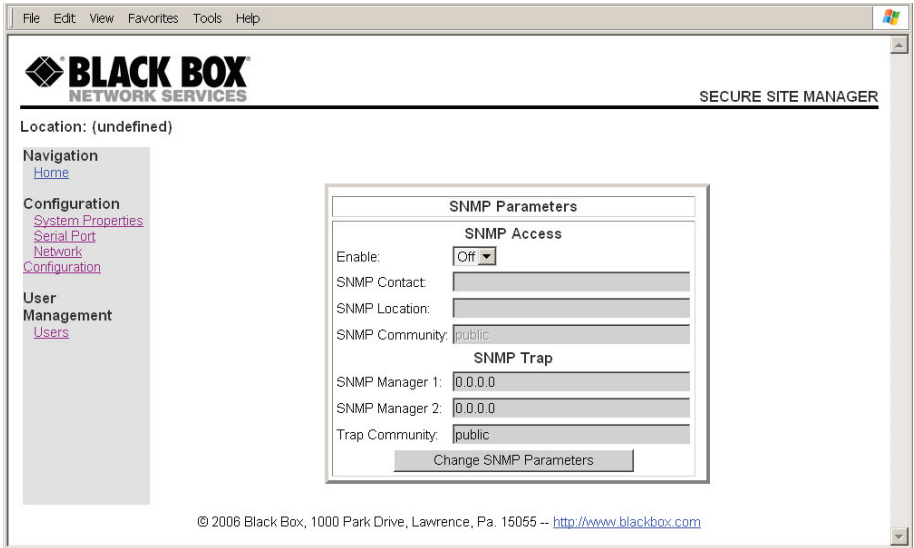 File Edit View Favorites Tools Help
BLACK BOX
NETWORK SERVICES
SECURE SITE MANAGER
Location: (undefined)
Navigation
Home
Configuration
System Properties
Serial Port
Network
Configuration
User
Management
Users
SNMP Parameters
SNMP Access
Enable: Off
SNMP Contact:
SNMP Location:
SNMP Community: public
SNMP Trap
SNMP Manager 1: 0.0.0.0
SNMP Manager 2: 0.0.0.0
Trap Community: public
Change SNMP Parameters
© 2006 Black Box, 1000 Park Drive, Lawrence, Pa. 15055 -- http://www.blackbox.com